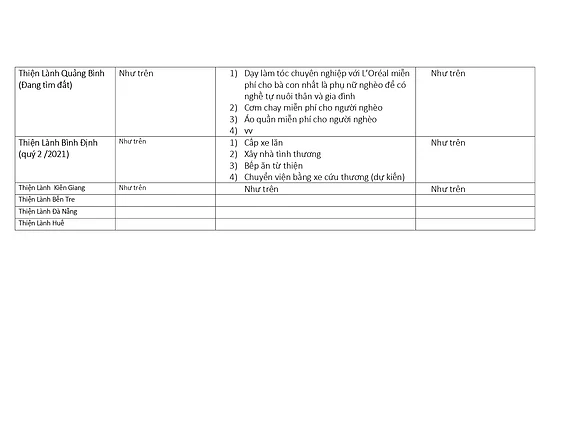 Thiện Lành Quảng Bình
(Đang tìm đất)
Như trên
1) Dạy làm tóc chuyên nghiệp với L'Oréal miễn
phí cho bà con nhất là phụ nữ nghèo để có
nghề tự nuôi thân và gia đình
2) Cơm chay miễn phí cho người nghèo
3) Áo quần miễn phí cho người nghèo
4) vv
Như trên
Thiện Lành Bình Định
(quý 2 /2021)
Như trên
1) Cấp xe lăn
2) Xây nhà tình thương
3) Bếp ăn từ thiện
4) Chuyển viện bằng xe cứu thương (dự kiến)
Như trên
Thiện Lành Kiên Giang
Như trên
Như trên
Như trên
Thiện Lành Bến Tre
Thiện Lành Đà Nẵng
Thiện Lành Huế